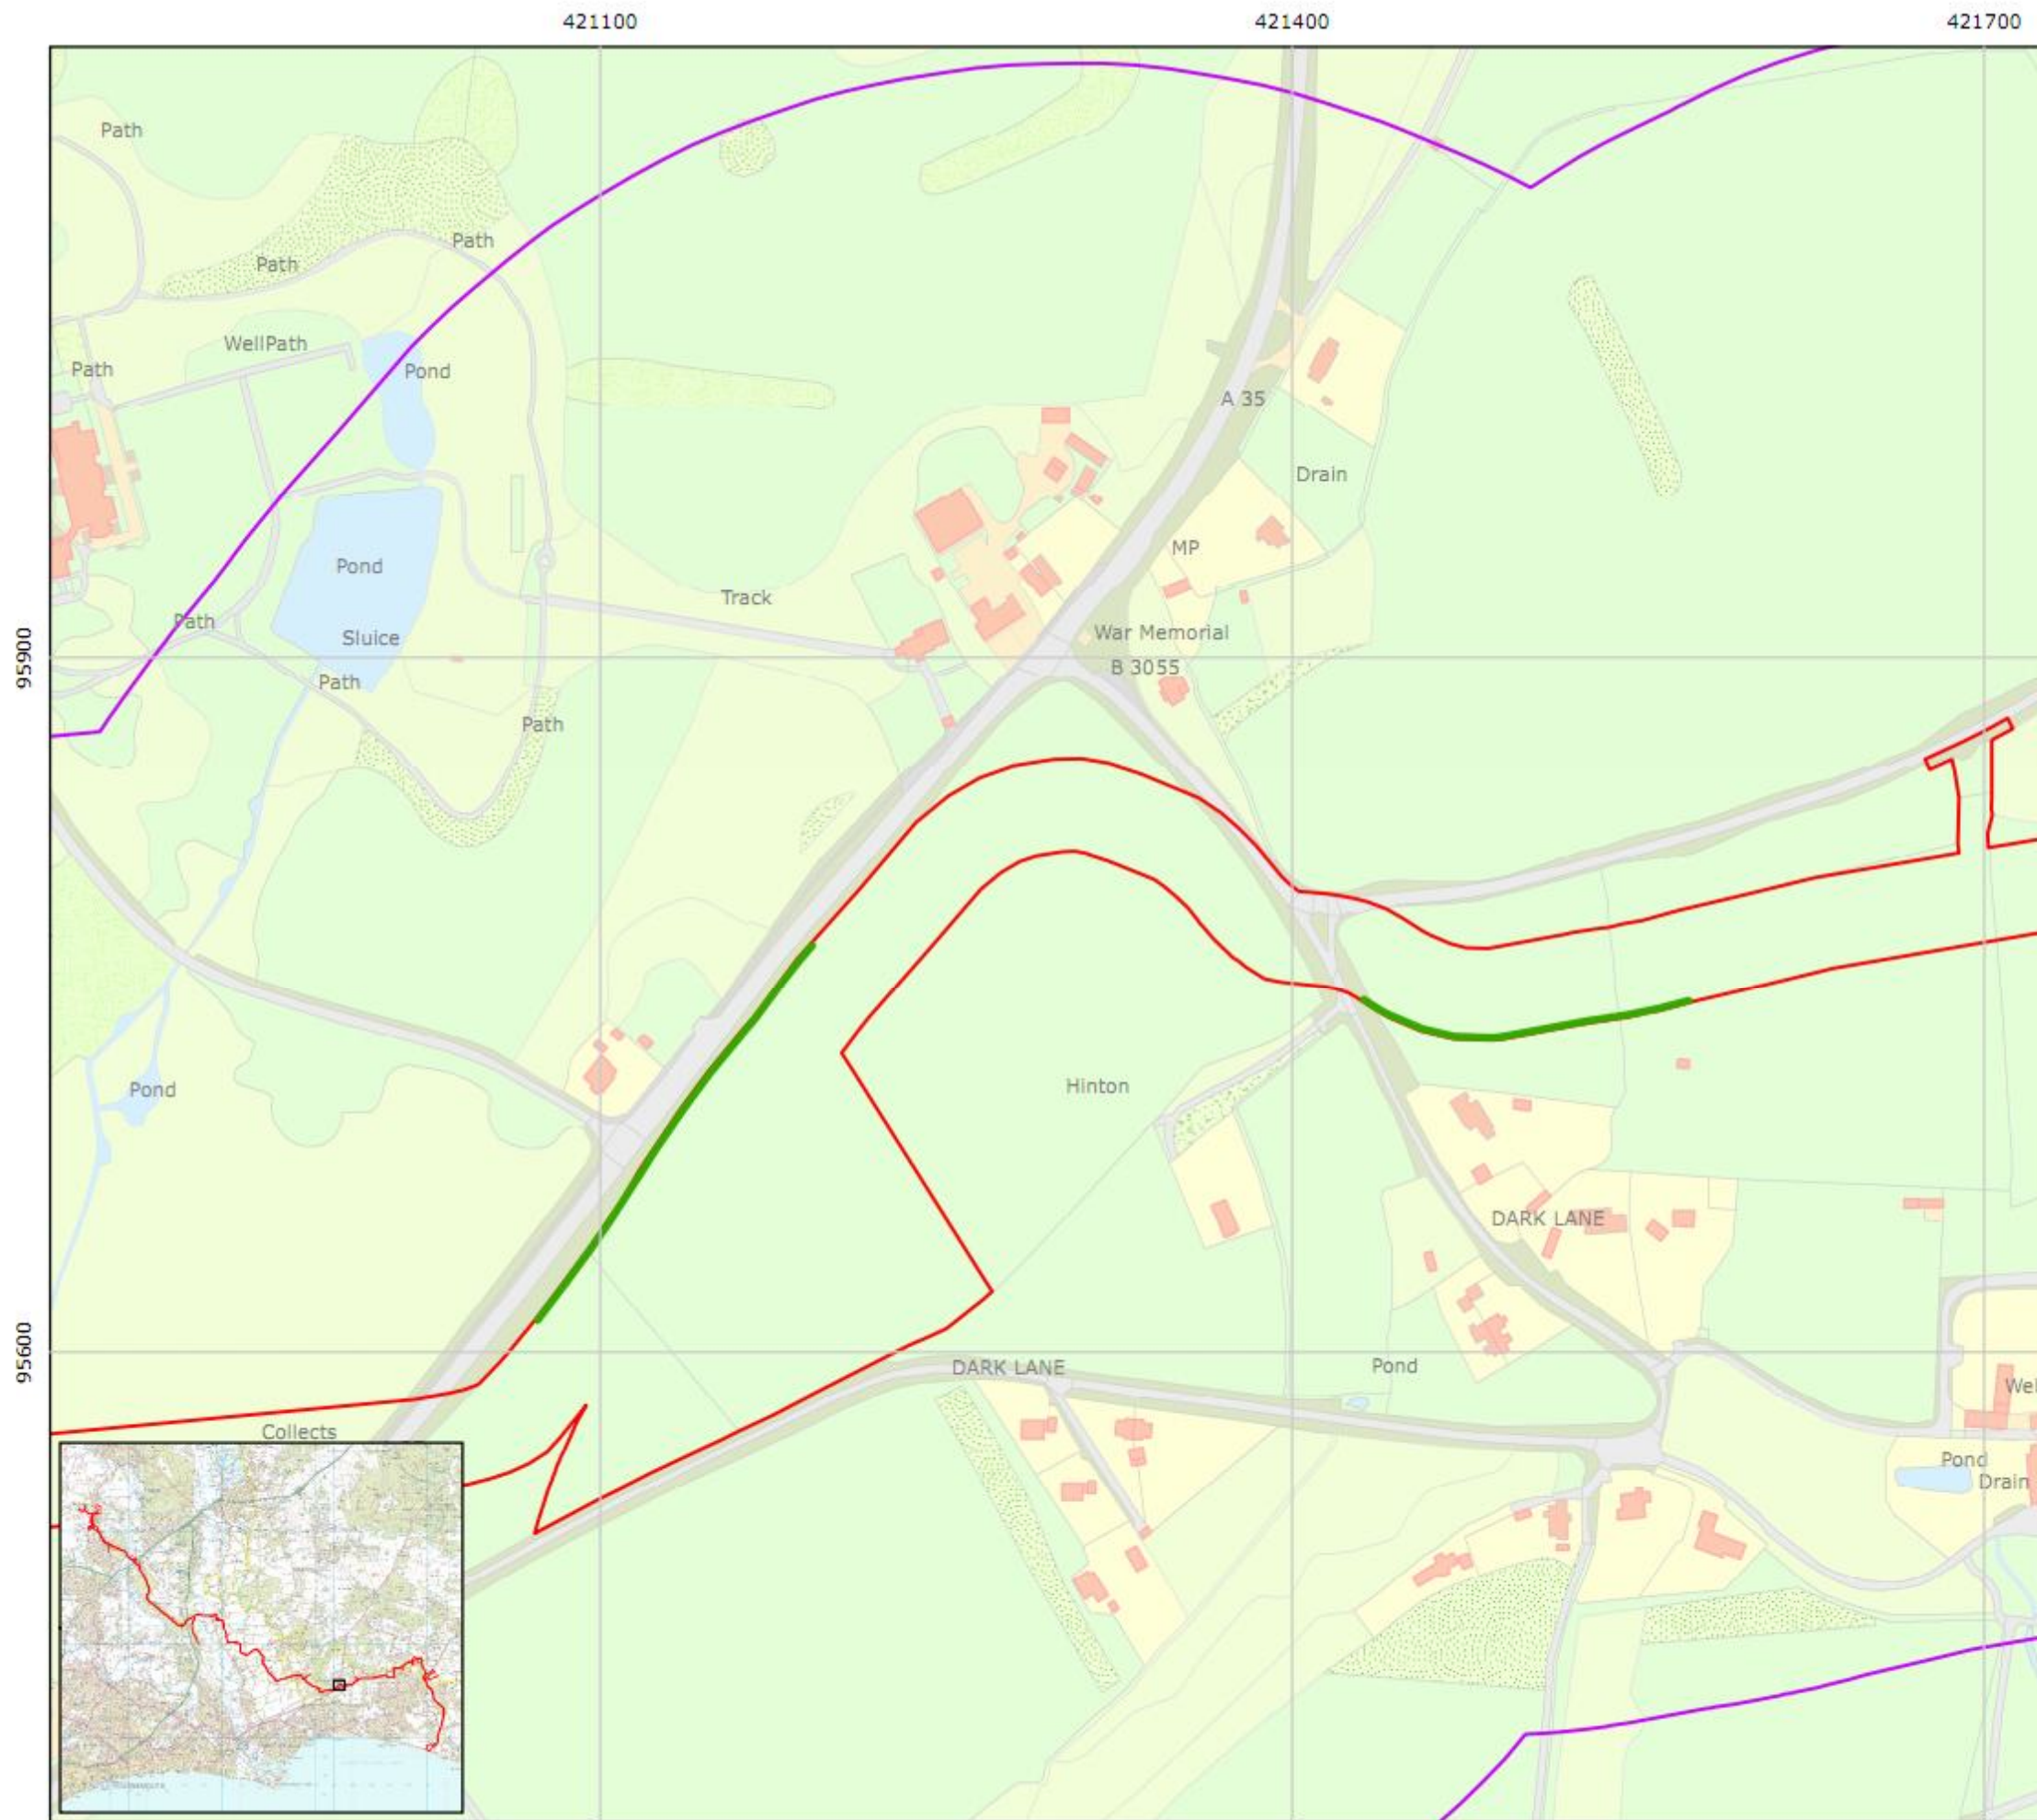 421100
421400
421700
Path
Path
Path
WellPath
Path
Pond
A 35
Drain
MP
Pond
Track
Path
Sluice
War Memorial
95900
B 3055
Path
Path
Hinton
Pond
DARK LANE
95600
DARK LANE
Pond
Wel
Collects
Pond
Drain